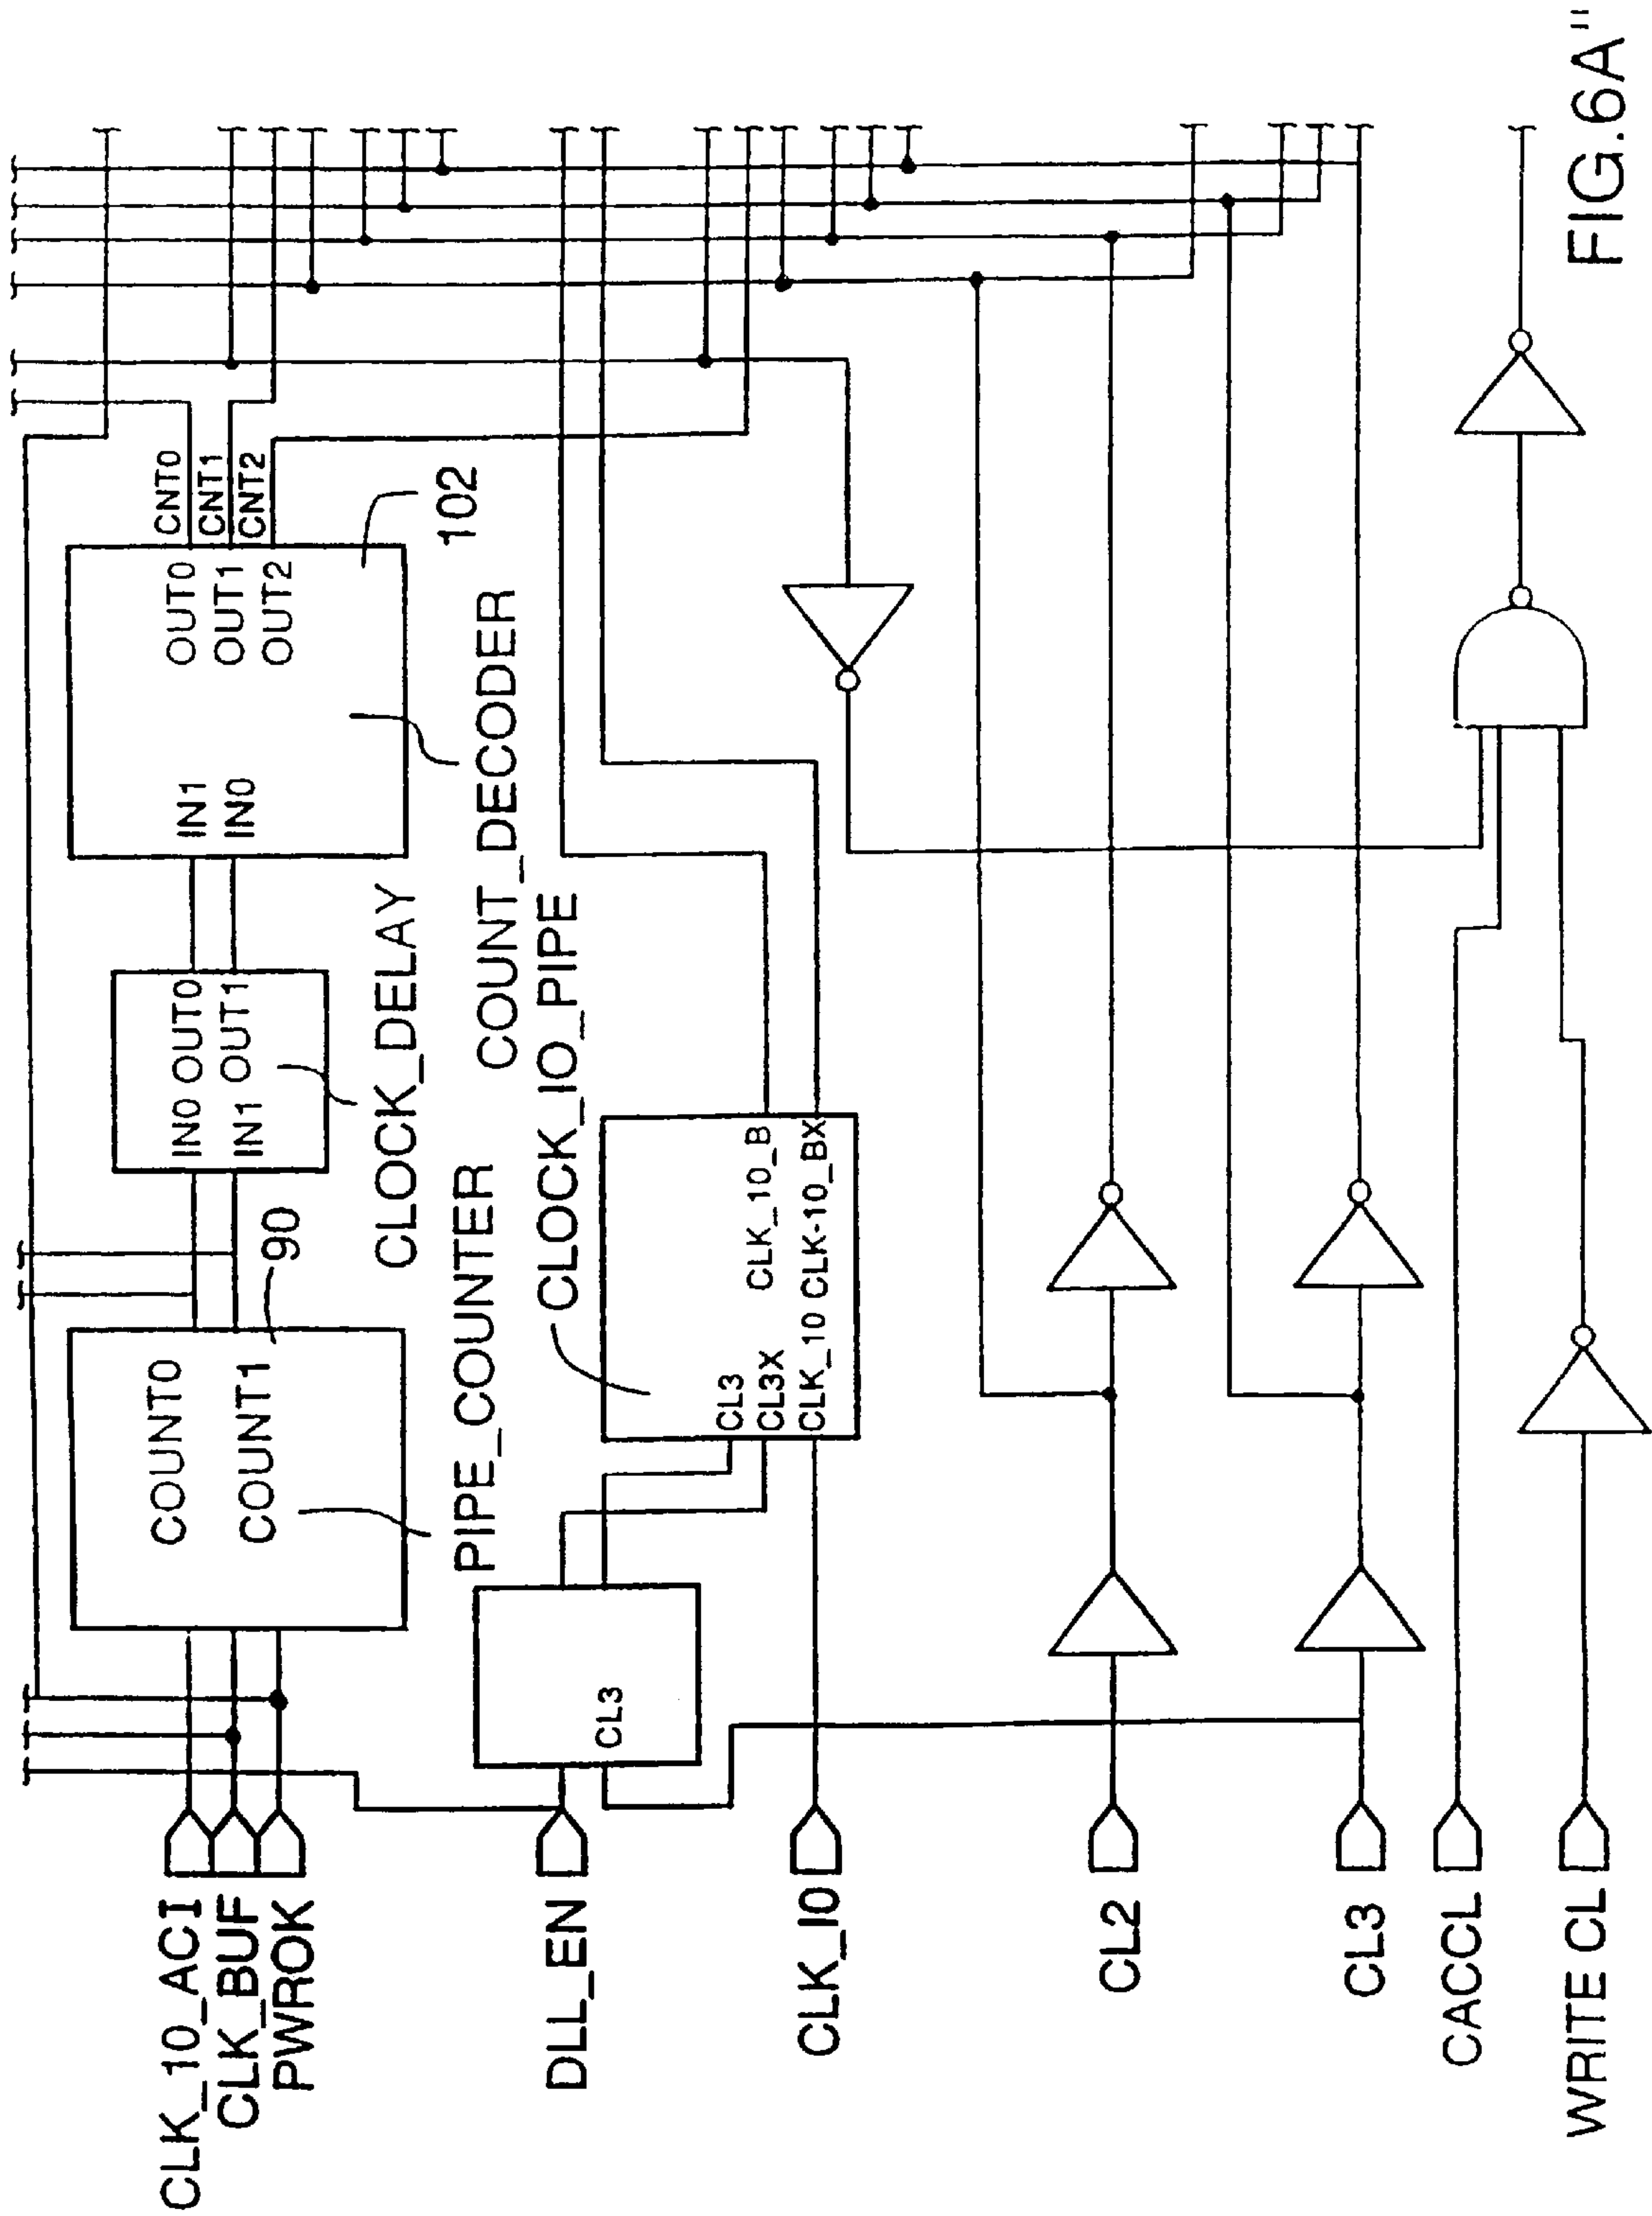 CLK_10_ACI
CLK_BUF
PWROK
COUNT0
COUNT1
90
PIPE_COUNTER
IN0 OUT0
IN1 OUT1
CLOCK_DELAY
IN1
IN0
OUT0
OUT1
OUT2
CNT0
CNT1
CNT2
102
COUNT_DECODER
DLL_EN
CL3
CLOCK_IO_PIPE
CL3
CL3X
CLK_10
CLK_10_B
CLK-10_BX
CLK_I0
CL2
CL3
CACCL
WRITE CL
FIG.6A"